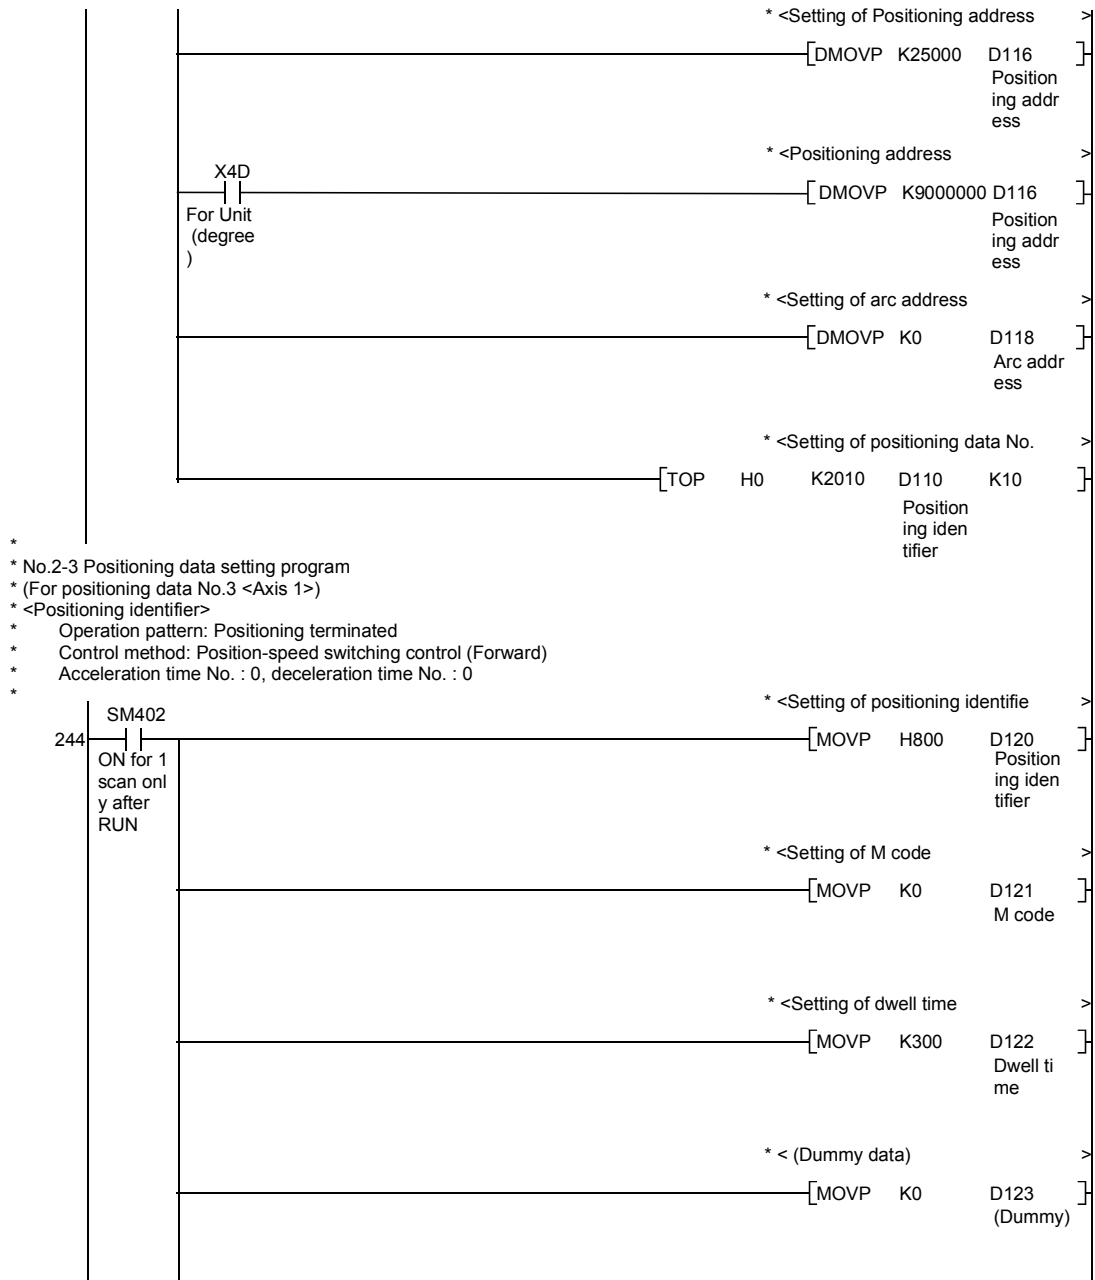 * <Setting of Positioning address >
DMOVP K25000 D116
Position
ing addr
ess
* <Positioning address >
X4D
DMOVP K9000000 D116
For Unit
(degree
)
Position
ing addr
ess
* <Setting of arc address >
DMOVP K0 D118
Arc addr
ess
* <Setting of positioning data No. >
TOP H0 K2010 D110 K10
Position
ing iden
tifier
*
* No.2-3 Positioning data setting program
* (For positioning data No.3 <Axis 1>)
* <Positioning identifier>
* Operation pattern: Positioning terminated
* Control method: Position-speed switching control (Forward)
* Acceleration time No. : 0, deceleration time No. : 0
*
* <Setting of positioning identifie >
SM402
244 MOVP H800 D120
ON for 1
scan onl
y after
RUN
Position
ing iden
tifier
* <Setting of M code >
MOVP K0 D121
M code
* <Setting of dwell time >
MOVP K300 D122
Dwell ti
me
* < (Dummy data) >
MOVP K0 D123
(Dummy)